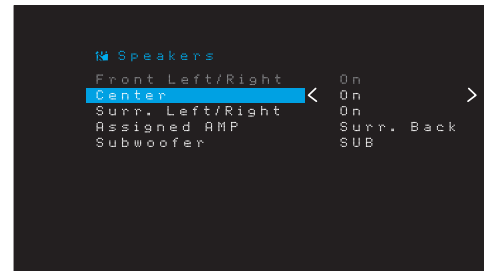 Speakers
Front Left/Right On
Center < On >
Surr. Left/Right On
Assigned AMP Surr. Back
Subwoofer SUB